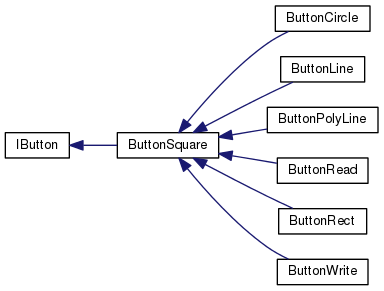 ButtonCircle
ButtonLine
ButtonPolyLine
IButton
ButtonSquare
ButtonRead
ButtonRect
ButtonWrite